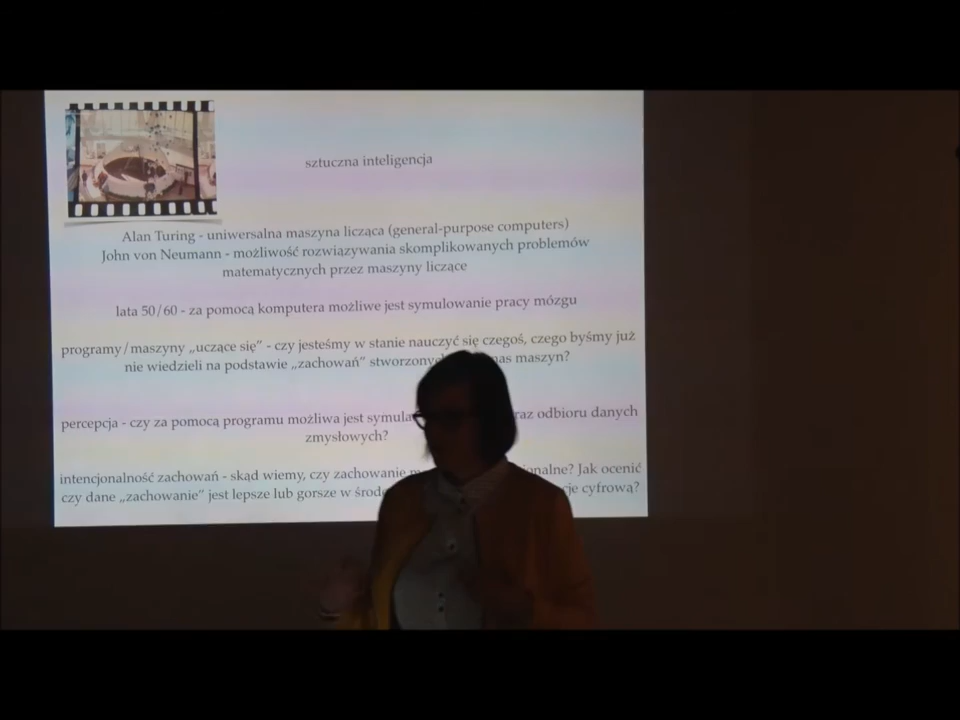 sztuczna inteligencja
Alan Turing - uniwersalna maszyna licząca (general-purpose computers)
John von Neumann - możliwość rozwiązywania skomplikowanych problemów
matematycznych przez maszyny liczące
lata 50/60 - za pomocą komputera możliwe jest symulowanie pracy mózgu
programy/maszyny „uczące się” - czy jesteśmy w stanie nauczyć się czegoś, czego byśmy już
nie wiedzieli na podstawie „zachowań” maszyn?
percepcja - czy za pomocą programu możliwa jest odbioru danych
zmysłowych?
intencjonalność zachowań - skąd wiemy, czy zachowanie Jak ocenić
czy dane „zachowanie” jest lepsze lub gorsze w cyfrową?